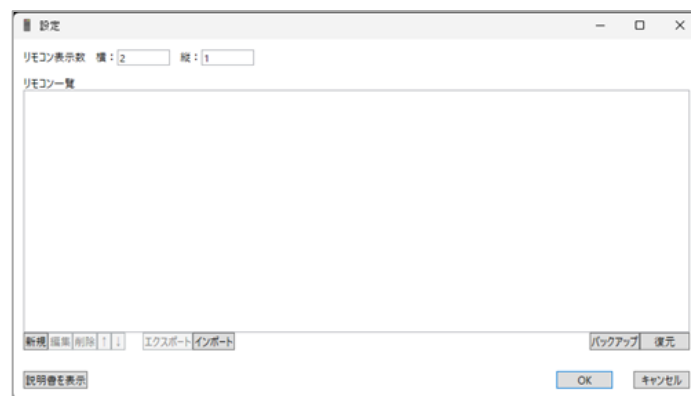 設定
リモコン表示数 横：2 縦：1
リモコン一覧
新規 編集 削除 ↑ ↓ エクスポート インポート バックアップ 復元
説明書を表示 OK キャンセル